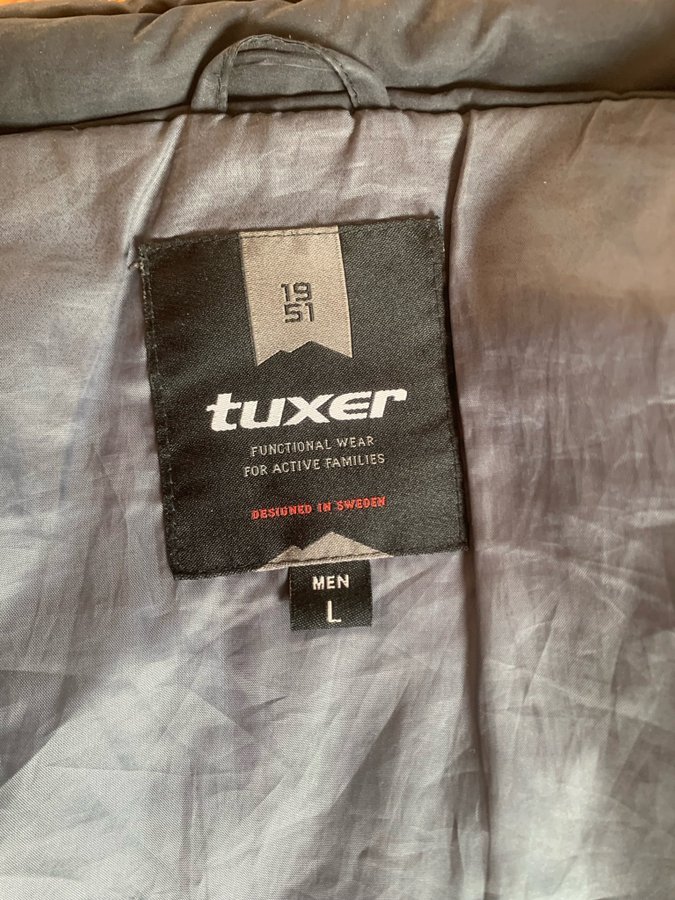 19
51
tuxer
FUNCTIONAL WEAR
FOR ACTIVE FAMILIES
DESIGNED IN SWEDEN
MEN
L